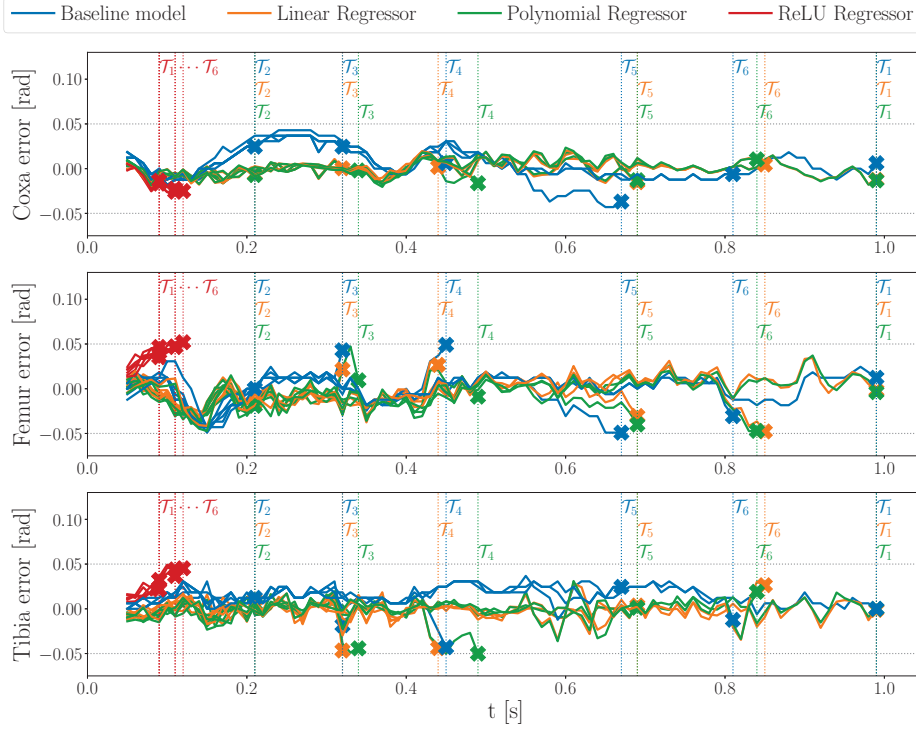 Baseline model Linear Regressor Polynomial Regressor ReLU Regressor
Coxa error [rad]
0.10
0.05
0.00
−0.05
𝒯1 ··· 𝒯6 𝒯2 𝒯3 𝒯4 𝒯5 𝒯6 𝒯1
𝒯2 𝒯3 𝒯4 𝒯5 𝒯6 𝒯1
𝒯2 𝒯3 𝒯4 𝒯5 𝒯6 𝒯1
0.0 0.2 0.4 0.6 0.8 1.0
Femur error [rad]
0.10
0.05
0.00
−0.05
𝒯1 ··· 𝒯6 𝒯2 𝒯3 𝒯4 𝒯5 𝒯6 𝒯1
𝒯2 𝒯3 𝒯4 𝒯5 𝒯6 𝒯1
𝒯2 𝒯3 𝒯4 𝒯5 𝒯6 𝒯1
0.0 0.2 0.4 0.6 0.8 1.0
Tibia error [rad]
0.10
0.05
0.00
−0.05
𝒯1 ··· 𝒯6 𝒯2 𝒯3 𝒯4 𝒯5 𝒯6 𝒯1
𝒯2 𝒯3 𝒯4 𝒯5 𝒯6 𝒯1
𝒯2 𝒯3 𝒯4 𝒯5 𝒯6 𝒯1
0.0 0.2 0.4 0.6 0.8 1.0
t [s]